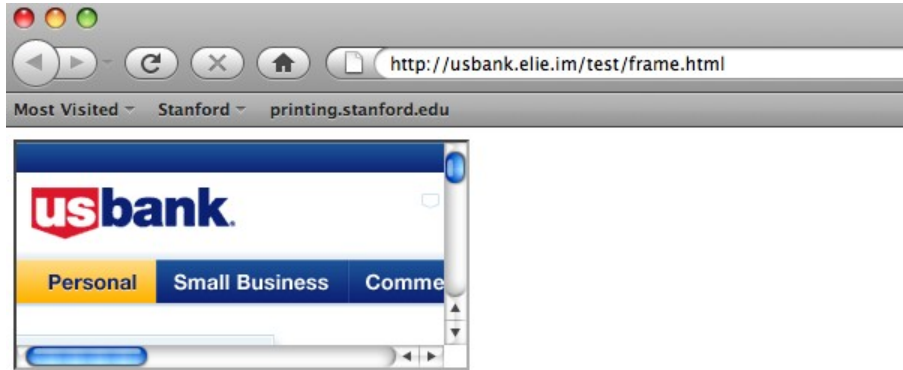 http://usbank.elie.im/test/frame.html
Most Visited Stanford printing.stanford.edu
usbank.
Personal Small Business Comme